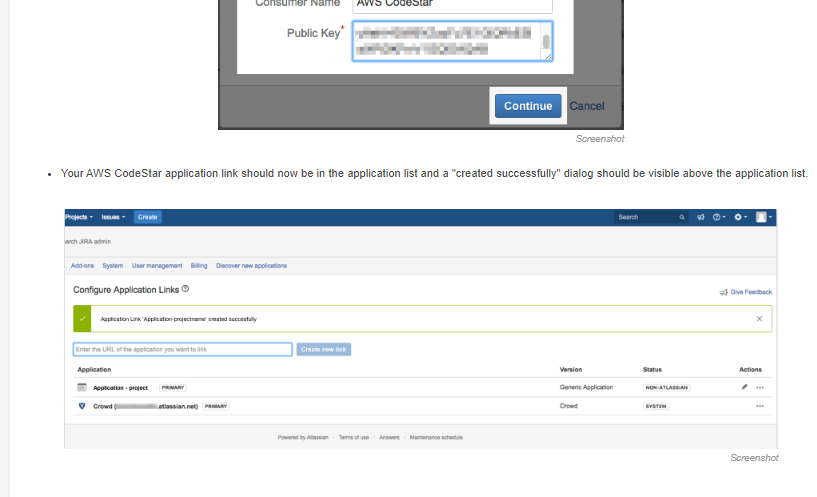 Consumer Name AWS CodeStar
Public Key*
Continue Cancel
Screenshot
• Your AWS CodeStar application link should now be in the application list and a "created successfully" dialog should be visible above the application list.
Projects Issues Create Search
arch JIRA admin
Add-ons System User management Billing Discover new applications
Configure Application Links
Give Feedback
Application Link 'Application-projectname' created succesfully
Enter the URL of the application you want to link Create new link
Application Version Status Actions
Application - project PRIMARY Generic Application NON-ATLASSIAN
Crowd ( .atlassian.net) PRIMARY Crowd SYSTEM
Powered by Atlassian · Terms of use · Answers · Maintenance schedule
Screenshot